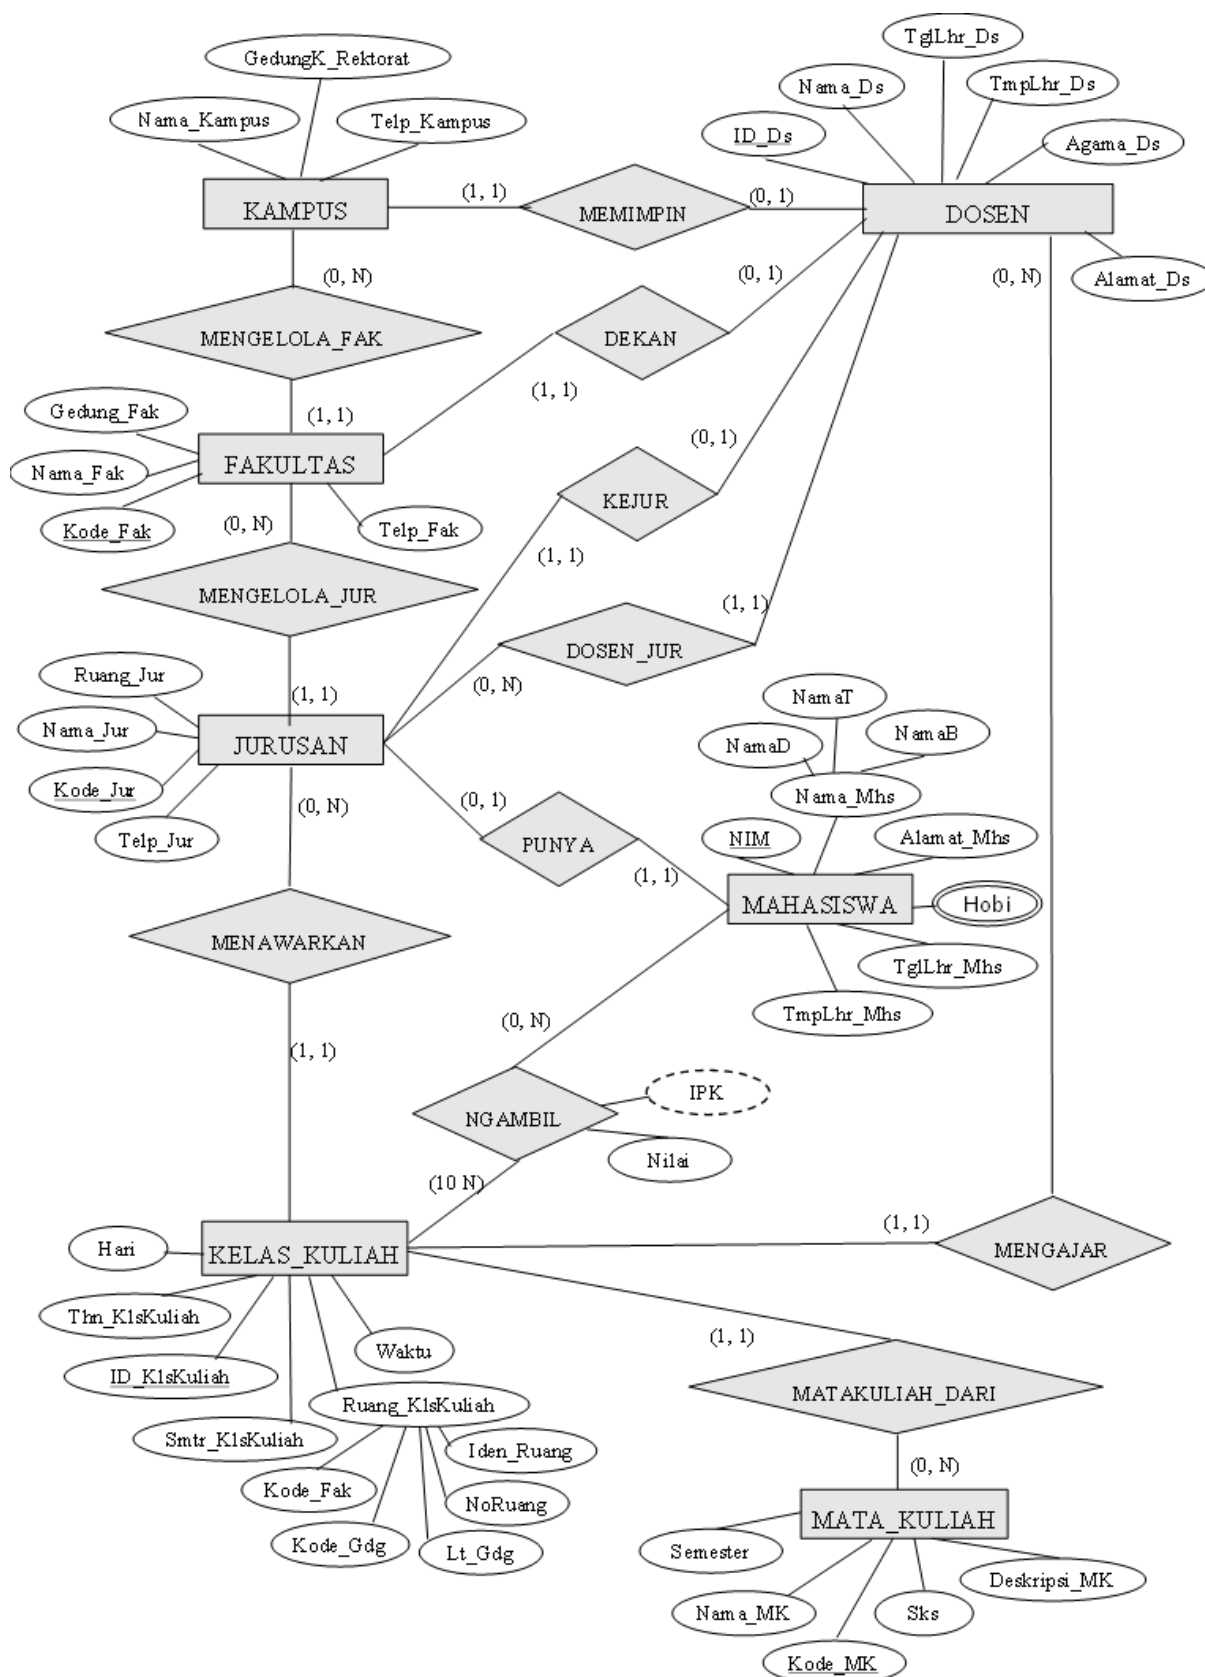 TglLhr_Ds
GedungK_Rektorat
Nama_Ds
TmpLhr_Ds
Nama_Kampus
Telp_Kampus
ID_Ds
Agama_Ds
(1, 1)
(0, 1)
KAMPUS
MEMIMPIN
DOSEN
(0, N)
(0, 1)
(0, N)
Alamat_Ds
MENGELOLA_FAK
DEKAN
(1, 1)
Gedung_Fak
(1, 1)
(0, 1)
FAKULTAS
Nama_Fak
KEJUR
Kode_Fak
(0, N)
Telp_Fak
(1, 1)
MENGELOLA_JUR
(1, 1)
DOSEN_JUR
(0, N)
Ruang_Jur
(1, 1)
NamaT
Nama_Jur
NamaB
JURUSAN
NamaD
Kode_Jur
Nama_Mhs
(0, N)
(0, 1)
Telp_Jur
PUNYA
NIM
Alamat_Mhs
(1, 1)
MAHASISWA
Hobi
MENAWARKAN
TglLhr_Mhs
TmpLhr_Mhs
(0, N)
(1, 1)
IPK
NGAMBIL
Nilai
(10 N)
(1, 1)
Hari
KELAS_KULIAH
MENGAJAR
Thn_KlsKuliah
(1, 1)
Waktu
ID_KlsKuliah
MATAKULIAH_DARI
Ruang_KlsKuliah
Smtr_KlsKuliah
Iden_Ruang
(0, N)
Kode_Fak
NoRuang
MATA_KULIAH
Kode_Gdg
Lt_Gdg
Semester
Deskripsi_MK
Nama_MK
Sks
Kode_MK